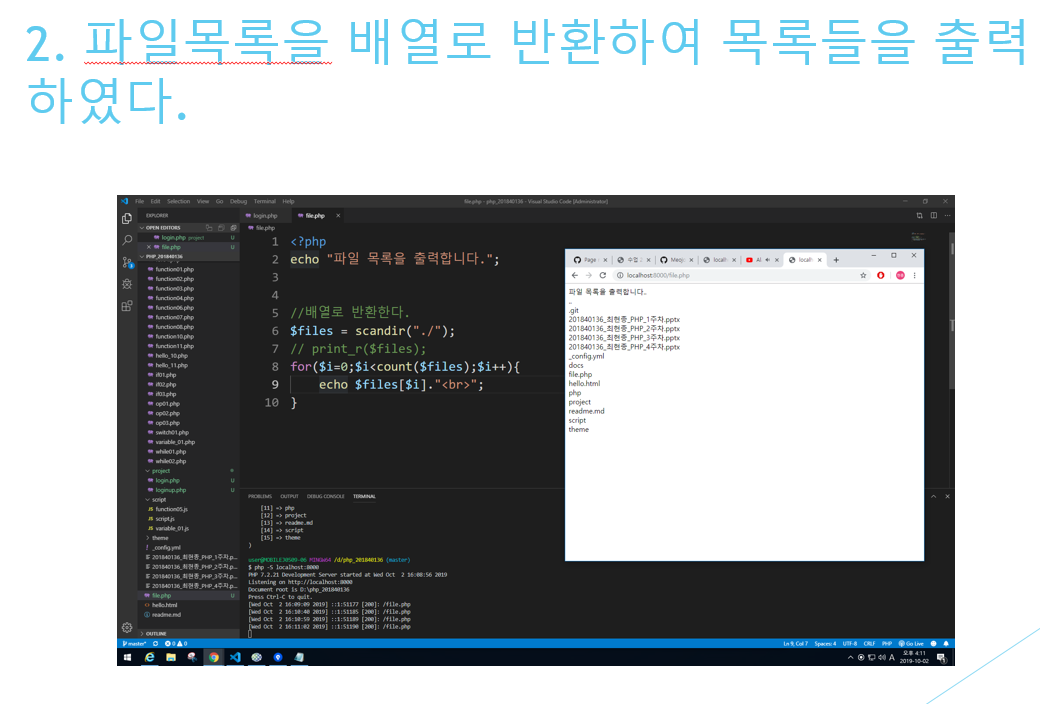 2. 파일목록을 배열로 반환하여 목록들을 출력
하였다.
File Edit Selection View Go Debug Terminal Help
file.php - php_201840136 - Visual Studio Code [Administrator]
EXPLORER
OPEN EDITORS
login.php project U
file.php U
PHP_201840136
function01.php
function02.php
function03.php
function04.php
function06.php
function07.php
function08.php
function10.php
function11.php
hello_10.php
hello_11.php
if01.php
if02.php
if03.php
op01.php
op02.php
op03.php
switch01.php
variable_01.php
while01.php
while02.php
project
login.php U
loginup.php U
script
function05.js
script.js
variable_01.js
theme
_config.yml
201840136_최현종_PHP_1주차.p...
201840136_최현종_PHP_2주차.p...
201840136_최현종_PHP_3주차.p...
201840136_최현종_PHP_4주차.p...
file.php U
hello.html
readme.md
OUTLINE
login.php file.php
file.php
1 <?php
2 echo "파일 목록을 출력합니다.";
3
4
5 //배열로 반환한다.
6 $files = scandir("./");
7 // print_r($files);
8 for($i=0;$i<count($files);$i++){
9 echo $files[$i]."<br>";
10 }
Page 수업 : Meoj localh AI localh
localhost:8000/file.php
파일 목록을 출력합니다..
..
.git
201840136_최현종_PHP_1주차.pptx
201840136_최현종_PHP_2주차.pptx
201840136_최현종_PHP_3주차.pptx
201840136_최현종_PHP_4주차.pptx
_config.yml
docs
file.php
hello.html
php
project
readme.md
script
theme
PROBLEMS OUTPUT DEBUG CONSOLE TERMINAL
[11] => php
[12] => project
[13] => readme.md
[14] => script
[15] => theme
)
user@MOBILE30509-06 MINGW64 /d/php_201840136 (master)
$ php -S localhost:8000
PHP 7.2.21 Development Server started at Wed Oct 2 16:08:56 2019
Listening on http://localhost:8000
Document root is D:\php_201840136
Press Ctrl-C to quit.
[Wed Oct 2 16:09:09 2019] ::1:51177 [200]: /file.php
[Wed Oct 2 16:10:40 2019] ::1:51185 [200]: /file.php
[Wed Oct 2 16:10:59 2019] ::1:51189 [200]: /file.php
[Wed Oct 2 16:11:02 2019] ::1:51190 [200]: /file.php
master* 0 0 Ln 9, Col 7 Spaces: 4 UTF-8 CRLF PHP Go Live
A 오후 4:11
2019-10-02